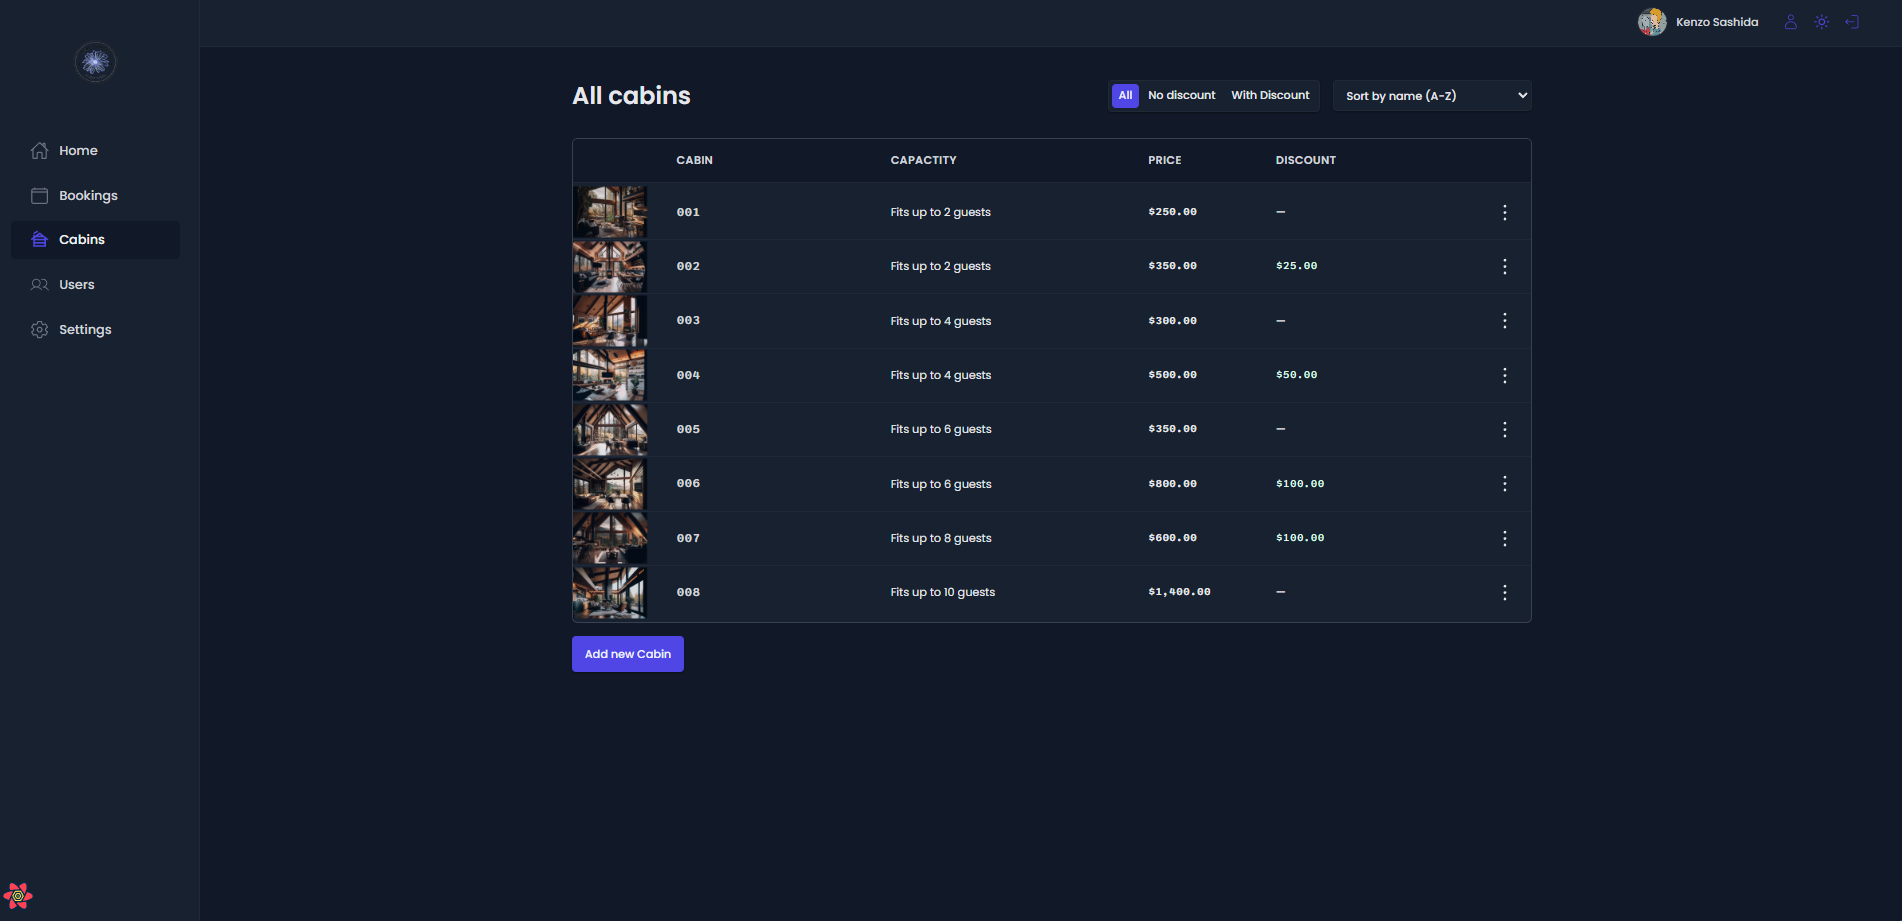 Kenzo Sashida
Home
Bookings
Cabins
Users
Settings
All cabins
All No discount With Discount
Sort by name (A-Z)
CABIN CAPACTITY PRICE DISCOUNT
001 Fits up to 2 guests $250.00 —
002 Fits up to 2 guests $350.00 $25.00
003 Fits up to 4 guests $300.00 —
004 Fits up to 4 guests $500.00 $50.00
005 Fits up to 6 guests $350.00 —
006 Fits up to 6 guests $800.00 $100.00
007 Fits up to 8 guests $600.00 $100.00
008 Fits up to 10 guests $1,400.00 —
Add new Cabin